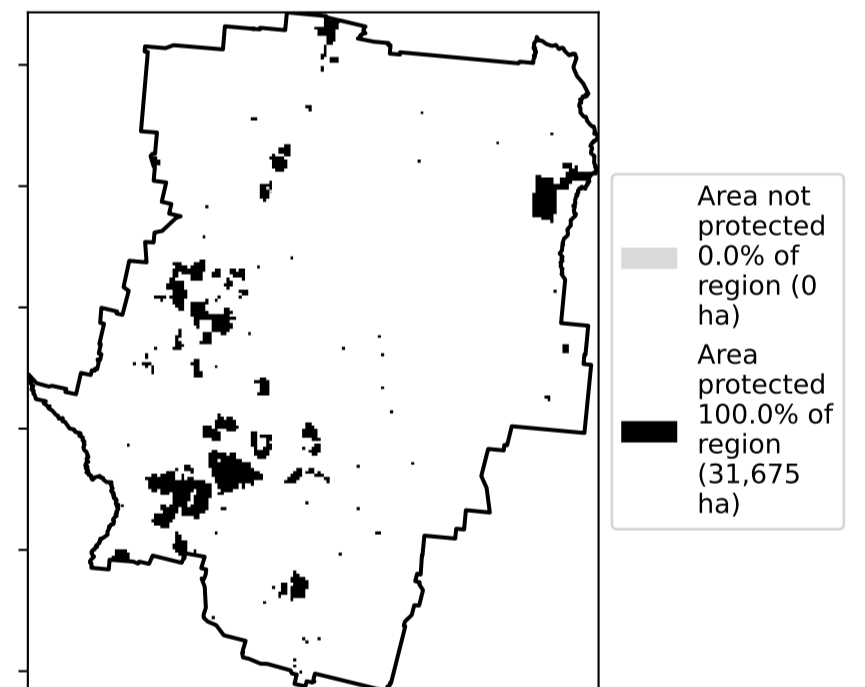 Area not
protected
0.0% of
region (0
ha)
Area
protected
100.0% of
region
(31,675
ha)